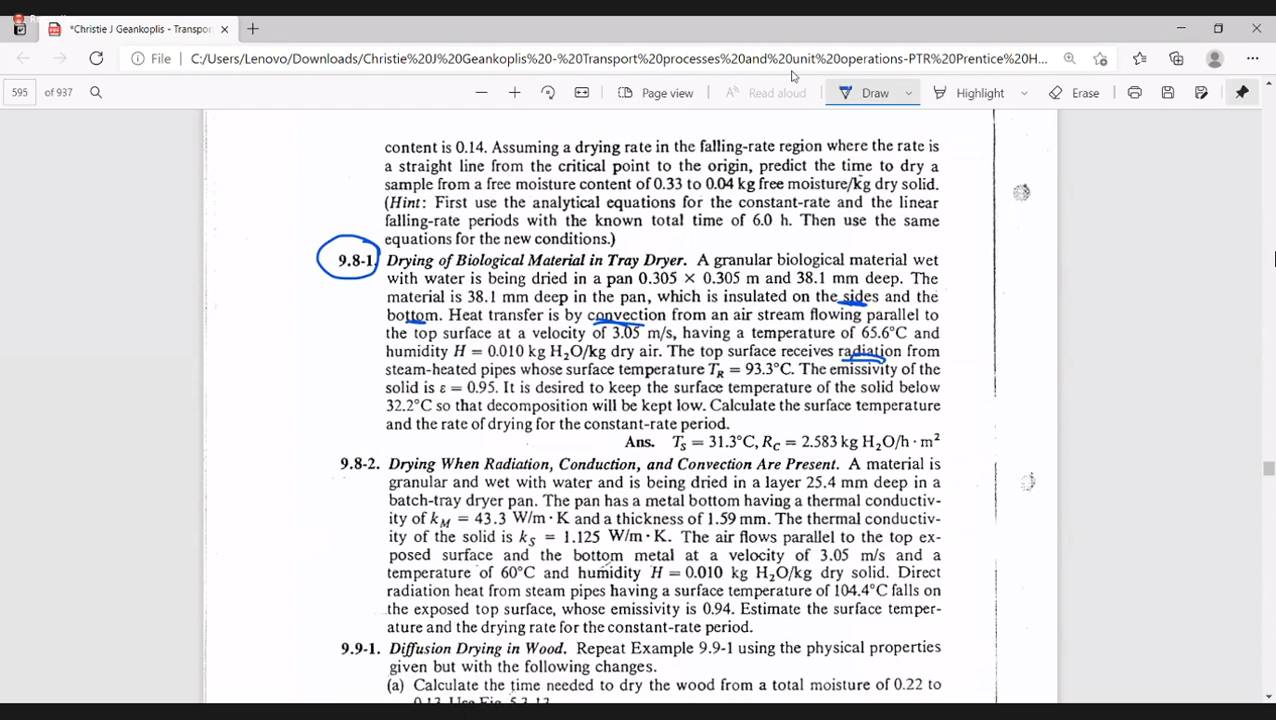 *Christie J Geankoplis - Transpor
File
C:/Users/Lenovo/Downloads/Christie%20J%20Geankoplis%20-%20Transport%20processes%20and%20unit%20operations-PTR%20Prentice%20H...
595 of 937
Page view
Read aloud
Draw
Highlight
Erase
content is 0.14. Assuming a drying rate in the falling-rate region where the rate is
a straight line from the critical point to the origin, predict the time to dry a
sample from a free moisture content of 0.33 to 0.04 kg free moisture/kg dry solid.
(Hint: First use the analytical equations for the constant-rate and the linear
falling-rate periods with the known total time of 6.0 h. Then use the same
equations for the new conditions.)
9.8-1. Drying of Biological Material in Tray Dryer. A granular biological material wet
with water is being dried in a pan 0.305 × 0.305 m and 38.1 mm deep. The
material is 38.1 mm deep in the pan, which is insulated on the sides and the
bottom. Heat transfer is by convection from an air stream flowing parallel to
the top surface at a velocity of 3.05 m/s, having a temperature of 65.6°C and
humidity H = 0.010 kg H₂O/kg dry air. The top surface receives radiation from
steam-heated pipes whose surface temperature T_R = 93.3°C. The emissivity of the
solid is ε = 0.95. It is desired to keep the surface temperature of the solid below
32.2°C so that decomposition will be kept low. Calculate the surface temperature
and the rate of drying for the constant-rate period.
Ans. T_S = 31.3°C, R_C = 2.583 kg H₂O/h · m²
9.8-2. Drying When Radiation, Conduction, and Convection Are Present. A material is
granular and wet with water and is being dried in a layer 25.4 mm deep in a
batch-tray dryer pan. The pan has a metal bottom having a thermal conductiv-
ity of k_M = 43.3 W/m · K and a thickness of 1.59 mm. The thermal conductiv-
ity of the solid is k_S = 1.125 W/m · K. The air flows parallel to the top ex-
posed surface and the bottom metal at a velocity of 3.05 m/s and a
temperature of 60°C and humidity H = 0.010 kg H₂O/kg dry solid. Direct
radiation heat from steam pipes having a surface temperature of 104.4°C falls on
the exposed top surface, whose emissivity is 0.94. Estimate the surface temper-
ature and the drying rate for the constant-rate period.
9.9-1. Diffusion Drying in Wood. Repeat Example 9.9-1 using the physical properties
given but with the following changes.
(a) Calculate the time needed to dry the wood from a total moisture of 0.22 to
0.13. Use Fig. 5.3-13.